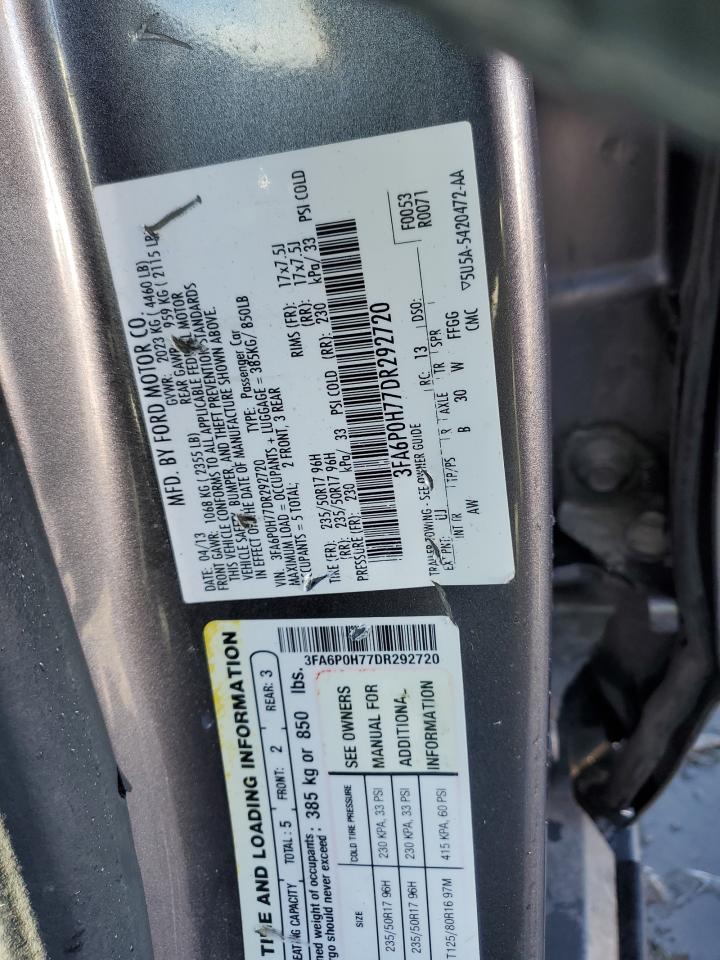 MFD. BY FORD MOTOR CO.
DATE: 04/13 GVWR: 2023 KG ( 4460 LB)
FRONT GAWR: 1068 KG ( 2355 LB) REAR GAWR: 959 KG ( 2115 LB)
THIS VEHICLE CONFORMS TO ALL APPLICABLE FEDERAL MOTOR
VEHICLE SAFETY, BUMPER, AND THEFT PREVENTION STANDARDS
IN EFFECT ON THE DATE OF MANUFACTURE SHOWN ABOVE.
VIN: 3FA6P0H77DR292720 TYPE: Passenger Car
MAXIMUM LOAD = OCCUPANTS + LUGGAGE = 385KG/ 850LB
OCCUPANTS = 5 TOTAL: 2 FRONT, 3 REAR
TIRE (FR): 235/50R17 96H RIMS (FR): 17x7.5J
(RR): 235/50R17 96H (RR): 17x7.5J
PRESSURE (FR): 230 kPa/ 33 PSI COLD (RR): 230 kPa/ 33 PSI COLD
3FA6P0H77DR292720
F0053
R0071
TRAILER TOWING - SEE OWNER GUIDE
EXT PNT: UJ RC: 13 DSO:
INT TR TP/PS R AXLE TR SPR
AW B 30 W FFGG
CMC
▽5U5A-5420472-AA
TIRE AND LOADING INFORMATION
SEATING CAPACITY TOTAL : 5 FRONT: 2 REAR: 3
of occupants
should never exceed : 385 kg or 850 lbs.
3FA6P0H77DR292720
SIZE COLD TIRE PRESSURE SEE OWNERS
235/50R17 96H 230 KPA, 33 PSI MANUAL FOR
235/50R17 96H 230 KPA, 33 PSI ADDITIONAL
T125/80R16 97M 415 KPA, 60 PSI INFORMATION